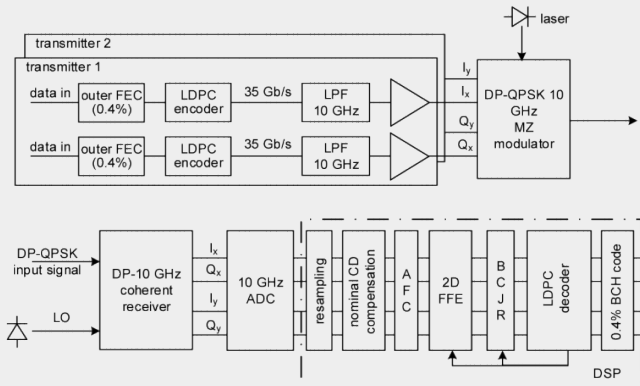 laser
transmitter 2
transmitter 1
data in
outer FEC
(0.4%)
LDPC
encoder
35 Gb/s
LPF
10 GHz
data in
outer FEC
(0.4%)
LDPC
encoder
35 Gb/s
LPF
10 GHz
Iy
Ix
Qy
Qx
DP-QPSK 10
GHz
MZ
modulator
DP-QPSK
input signal
LO
DP-10 GHz
coherent
receiver
Ix
Qx
Iy
Qy
10 GHz
ADC
resampling
nominal CD
compensation
A
F
C
2D
FFE
B
C
J
R
LDPC
decoder
0.4% BCH code
DSP